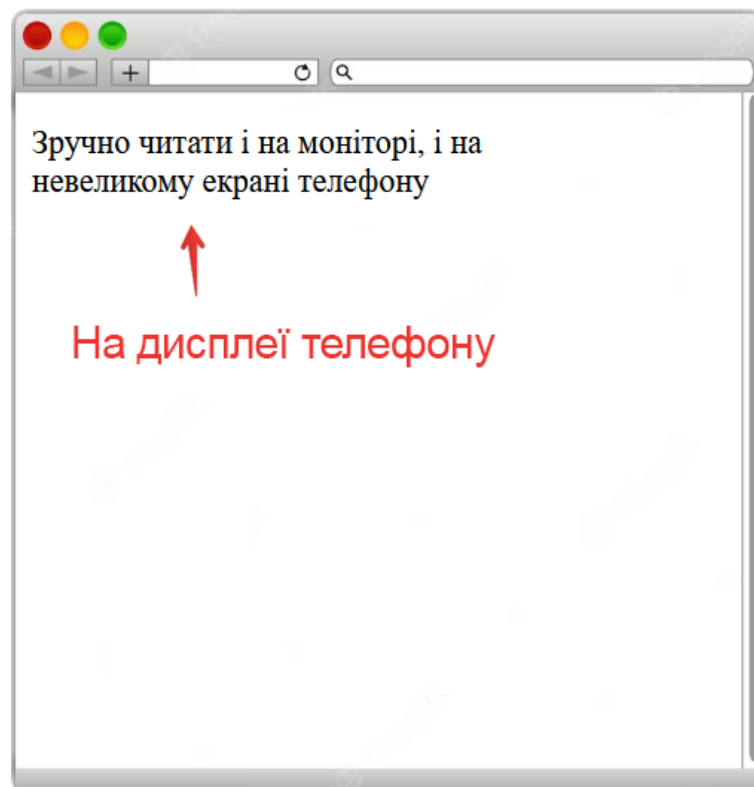 Зручно читати і на моніторі, і на
невеликому екрані телефону
На дисплеї телефону